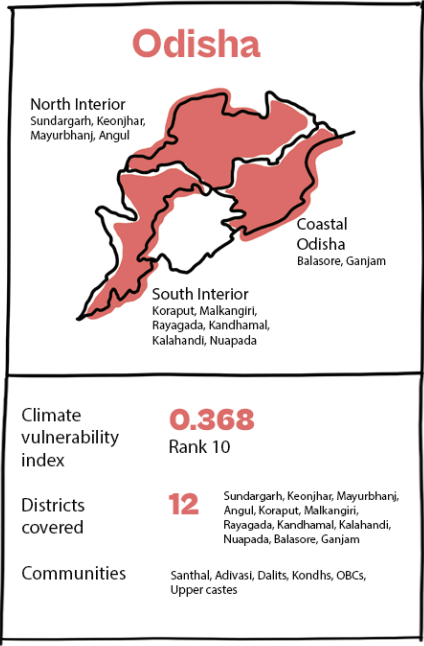 Odisha
North Interior
Sundargarh, Keonjhar,
Mayurbhanj, Angul
Coastal
Odisha
Balasore, Ganjam
South Interior
Koraput, Malkangiri,
Rayagada, Kandhamal,
Kalahandi, Nuapada
Climate
vulnerability
index
0.368
Rank 10
Districts
covered
12
Sundargarh, Keonjhar, Mayurbhanj,
Angul, Koraput, Malkangiri,
Rayagada, Kandhamal, Kalahandi,
Nuapada, Balasore, Ganjam
Communities
Santhal, Adivasi, Dalits, Kondhs, OBCs,
Upper castes